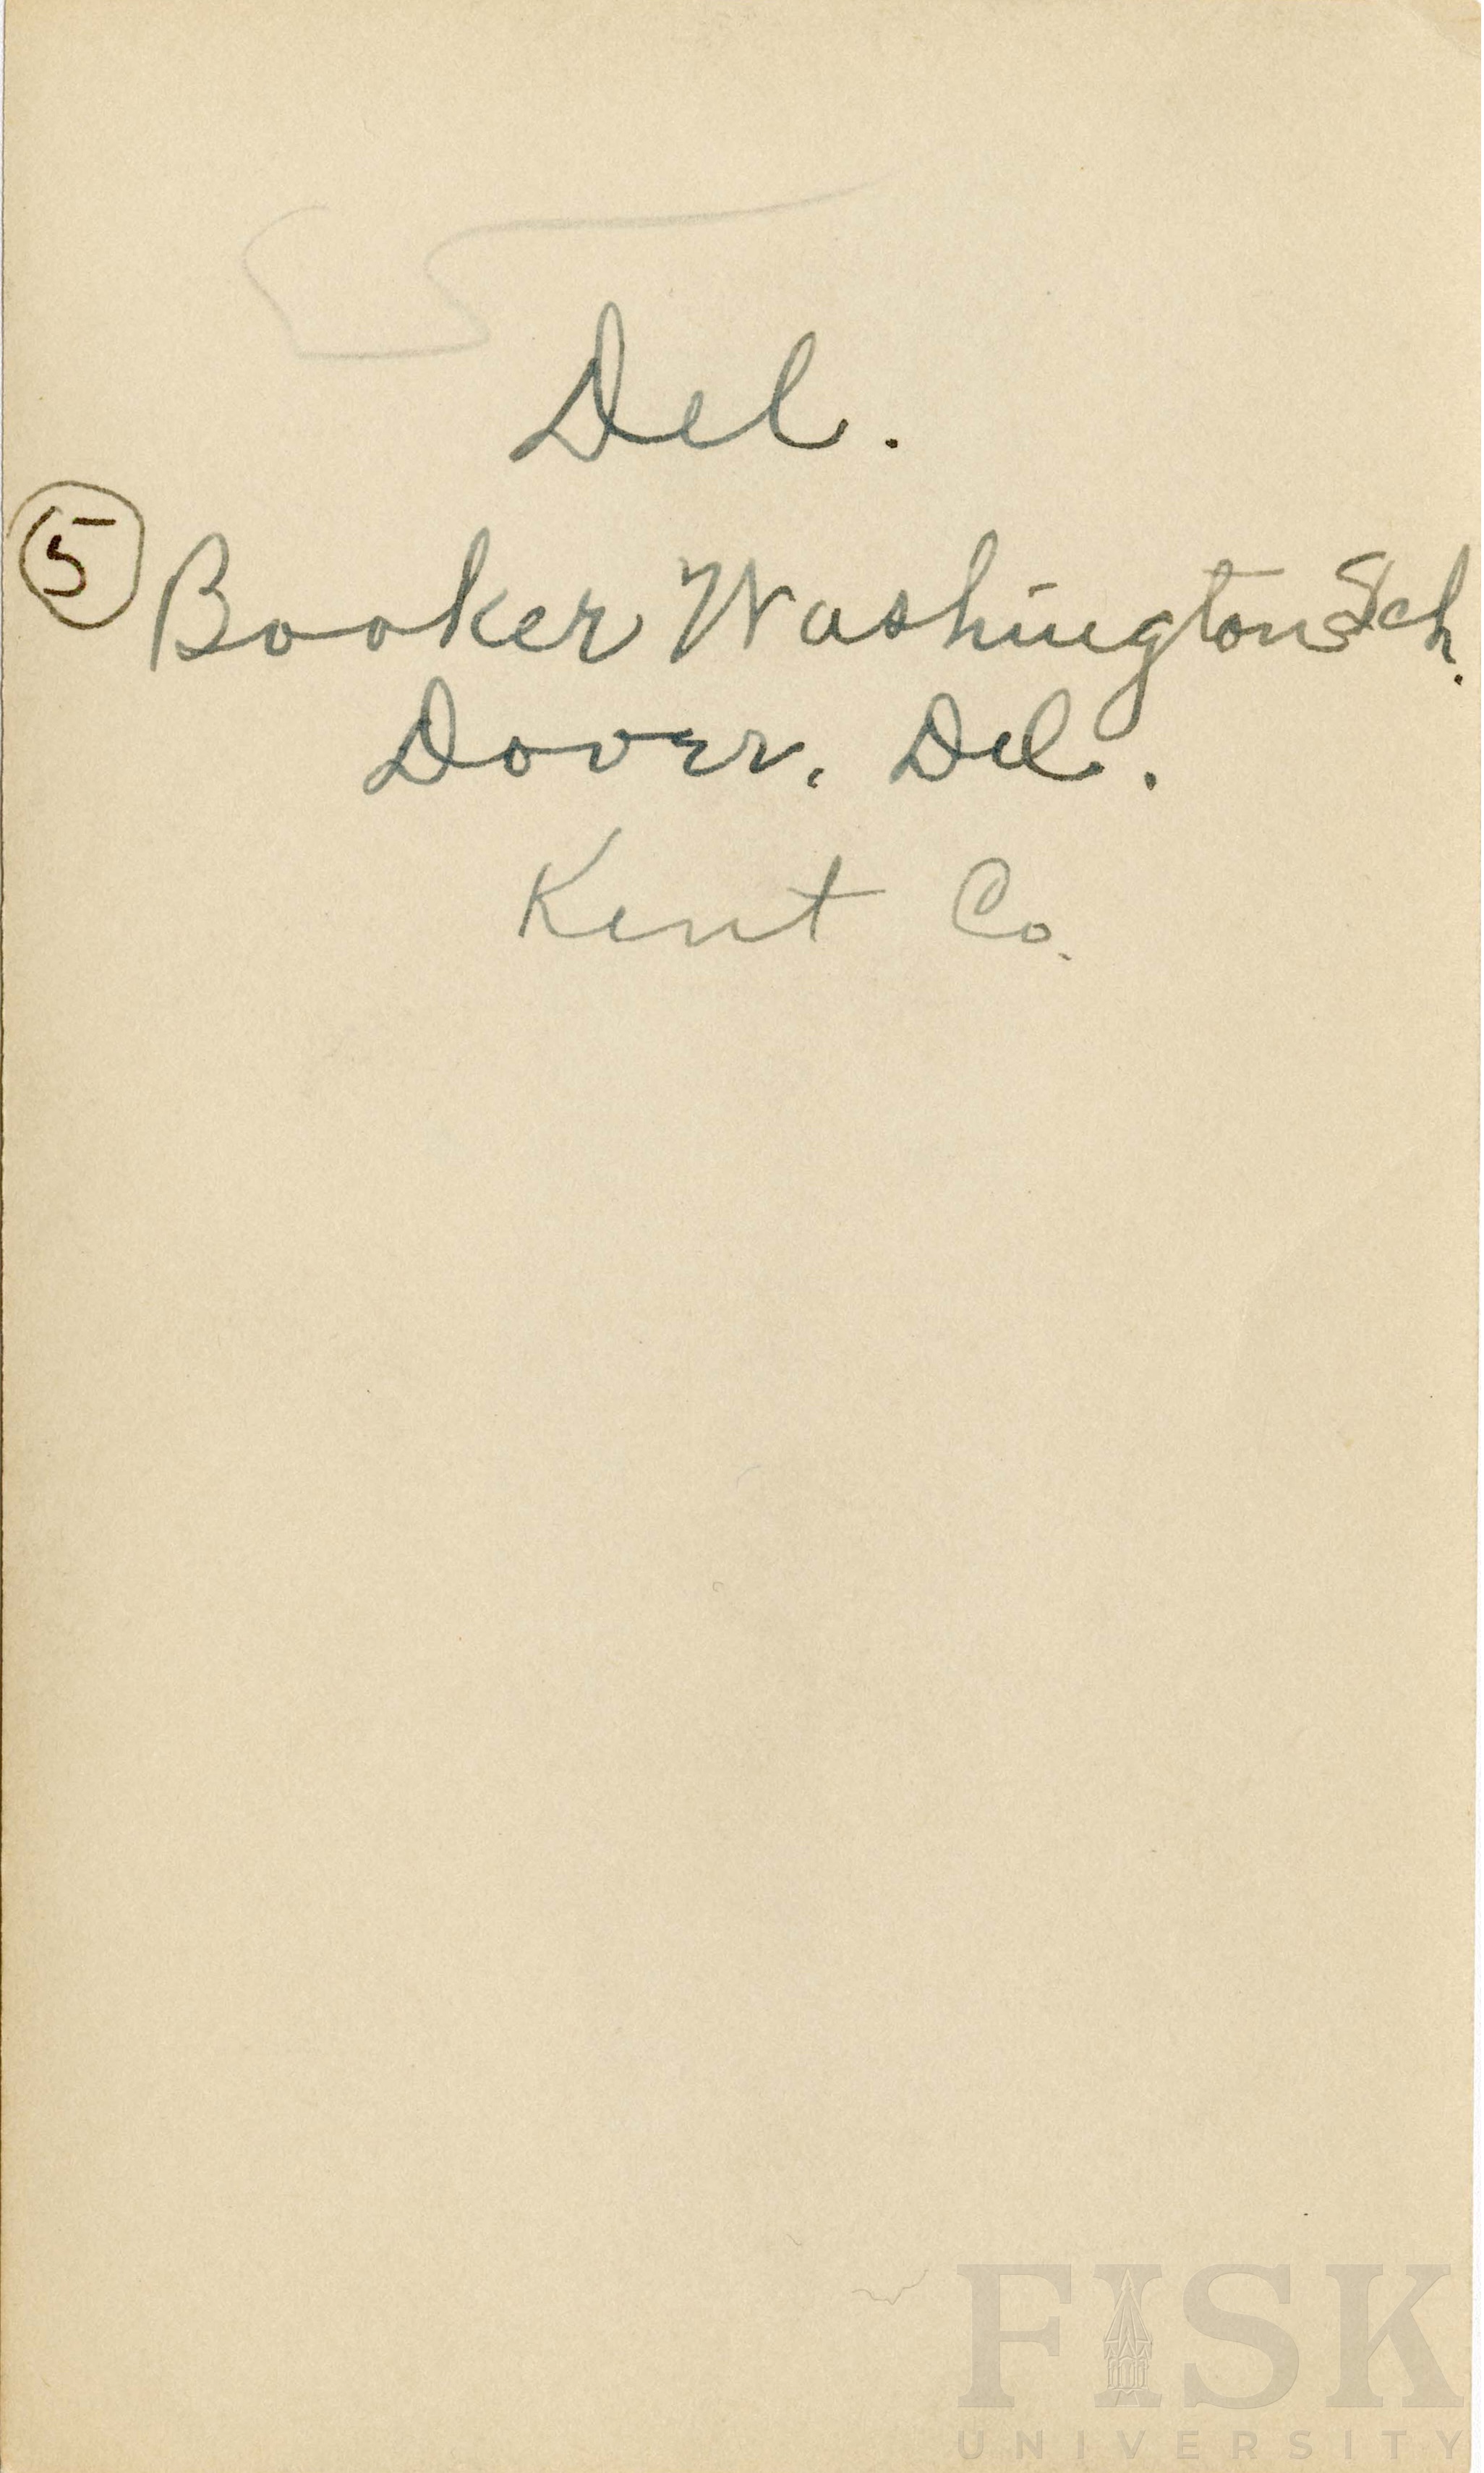 Del.
5 Booker Washington Sch.
Dover, Del.
Kent Co.
FISK
UNIVERSITY